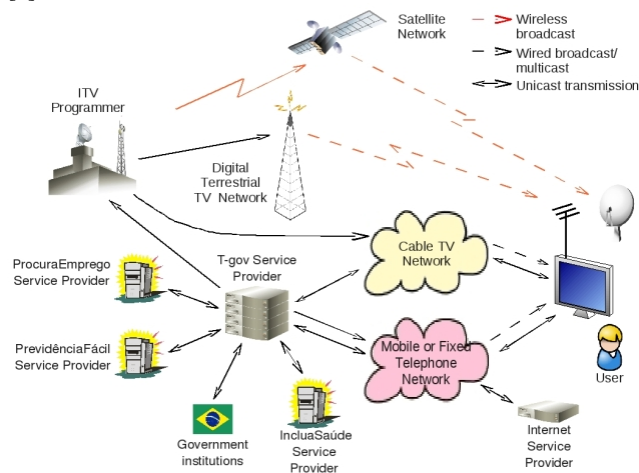 Satellite
Network
Wireless
broadcast
Wired broadcast/
multicast
Unicast transmission
ITV
Programmer
Digital
Terrestrial
TV Network
ProcuraEmprego
Service Provider
T-gov Service
Provider
Cable TV
Network
PrevidênciaFácil
Service Provider
Mobile or Fixed
Telephone
Network
User
Government
institutions
IncluaSaúde
Service
Provider
Internet
Service
Provider